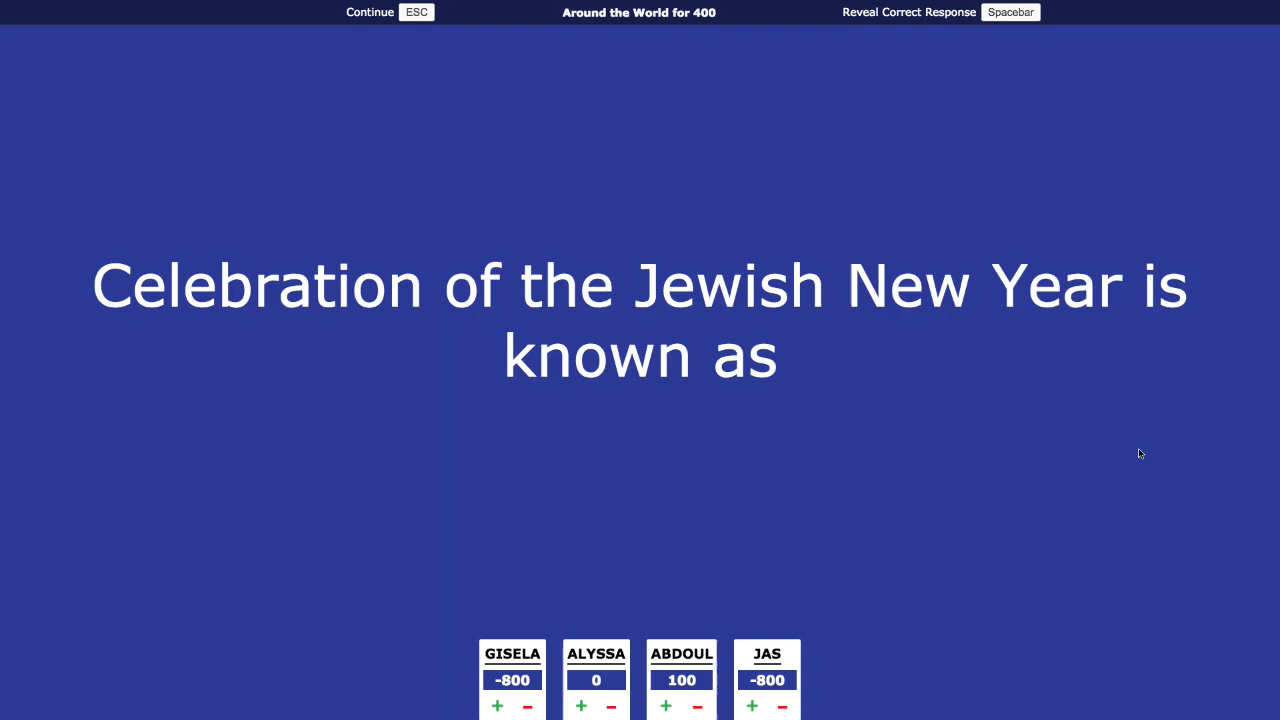 Continue ESC Around the World for 400 Reveal Correct Response Spacebar
Celebration of the Jewish New Year is
known as
GISELA ALYSSA ABDOUL JAS
-800 0 100 -800
+ - + - + - + -